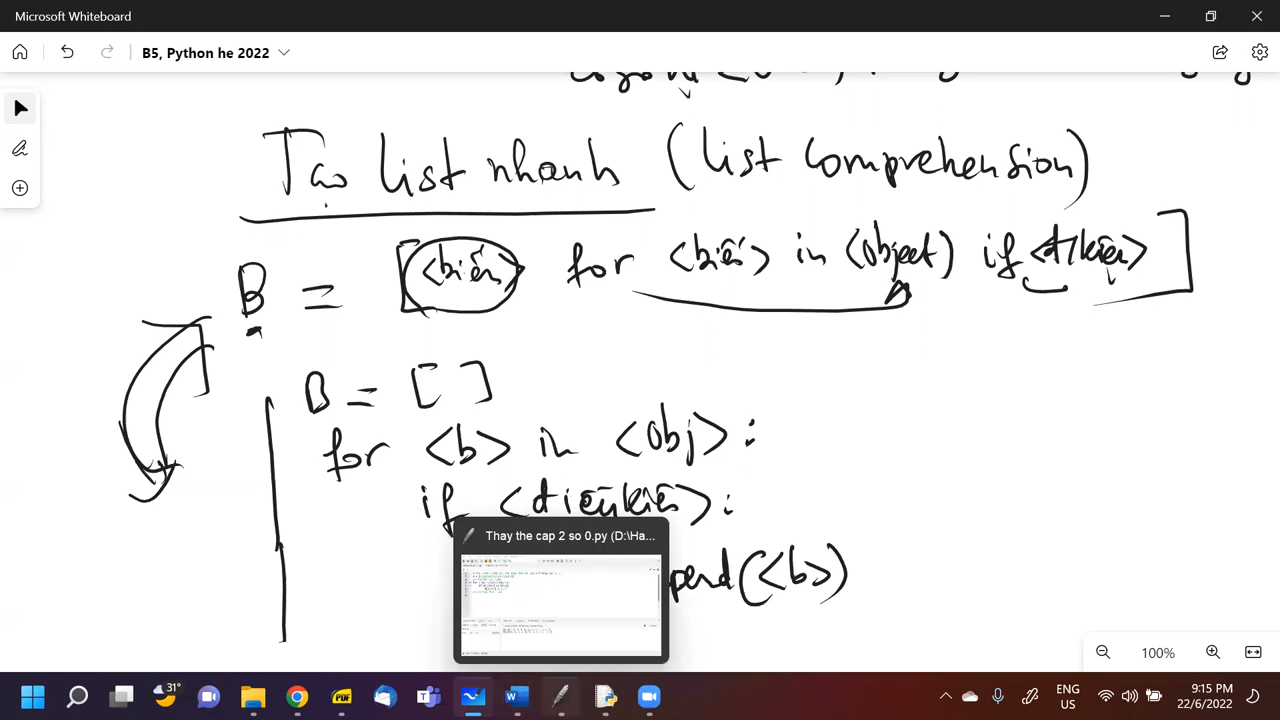 Microsoft Whiteboard
B5, Python he 2022
Tạo list nhanh (list comprehension)
B = [<biến> for <biến> in <object) if <đ/kiện>]
B = [ ]
for <b> in <obj>:
if <điều kiện>:
pend(<b>)
Thay the cap 2 so 0.py (D:\Ha...
100%
31°
ENG
US
9:15 PM
22/6/2022